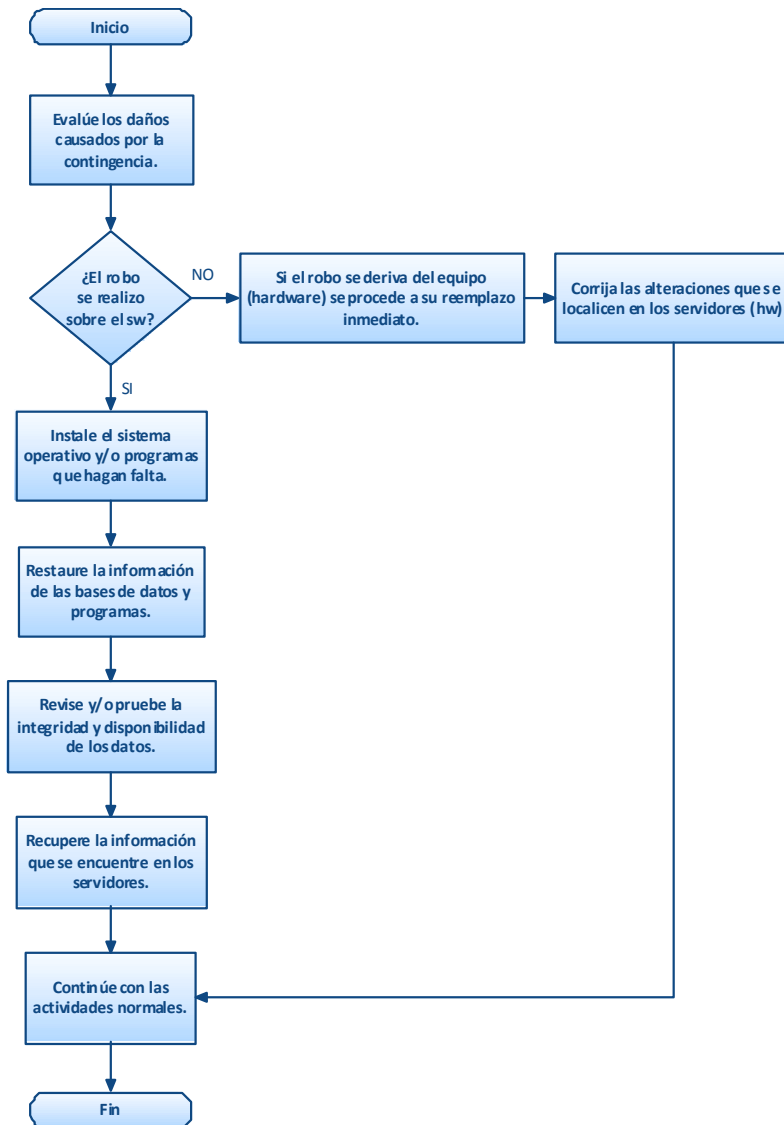 Inicio
Evalúe los daños
causados por la
contingencia.
¿El robo
se realizo
sobre el sw?
NO
Si el robo se deriva del equipo
(hardware) se procede a su reemplazo
inmediato.
Corrija las alteraciones que se
localicen en los servidores (hw)
SI
Instale el sistema
operativo y/o programas
que hagan falta.
Restaure la información
de las bases de datos y
programas.
Revise y/o pruebe la
integridad y disponibilidad
de los datos.
Recupere la información
que se encuentre en los
servidores.
Continúe con las
actividades normales.
Fin